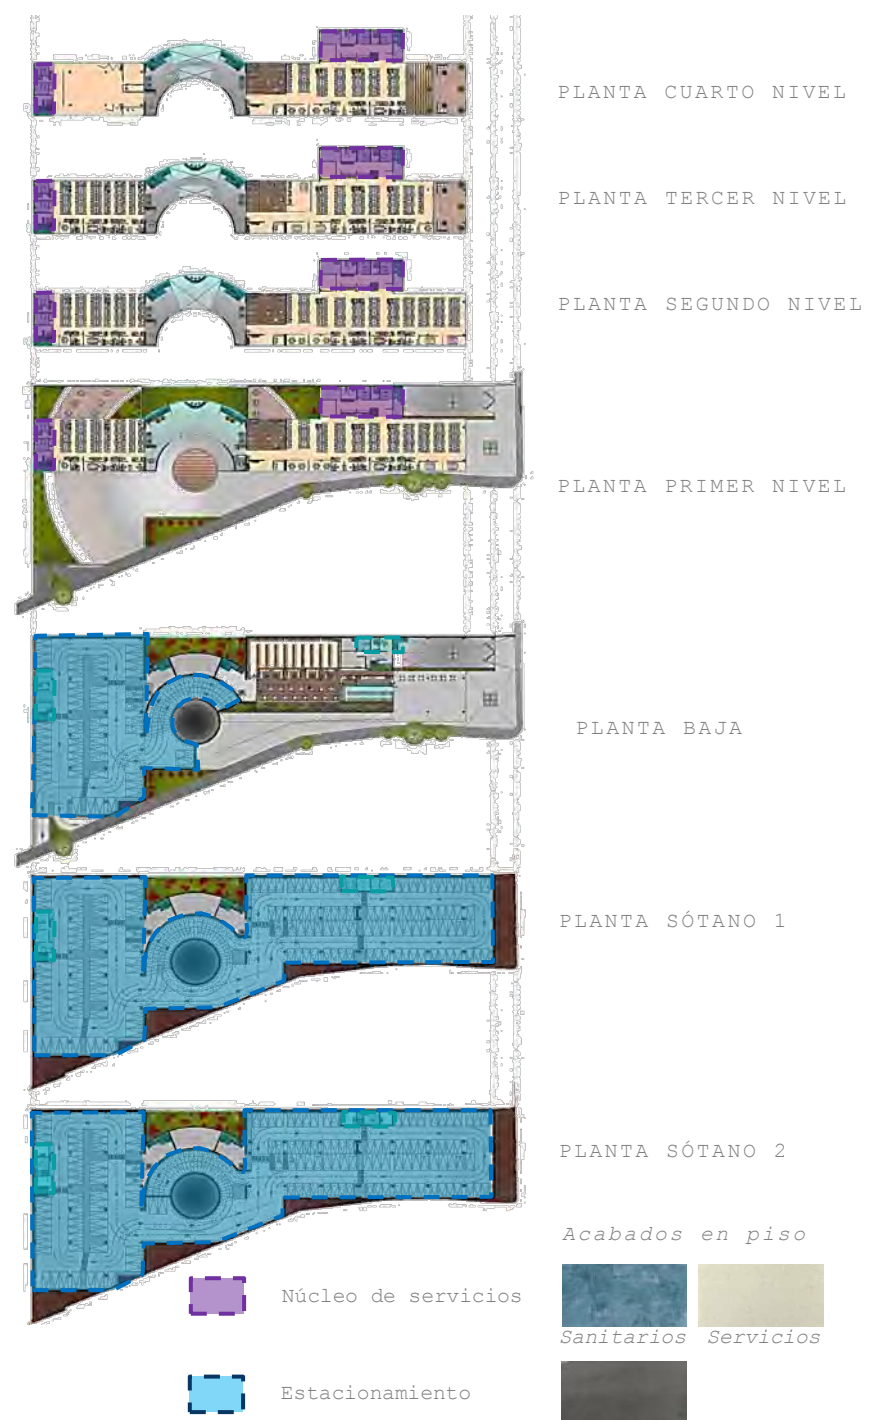 PLANTA CUARTO NIVEL
PLANTA TERCER NIVEL
PLANTA SEGUNDO NIVEL
PLANTA PRIMER NIVEL
PLANTA BAJA
PLANTA SÓTANO 1
PLANTA SÓTANO 2
Acabados en piso
Núcleo de servicios
Sanitarios Servicios
Estacionamiento